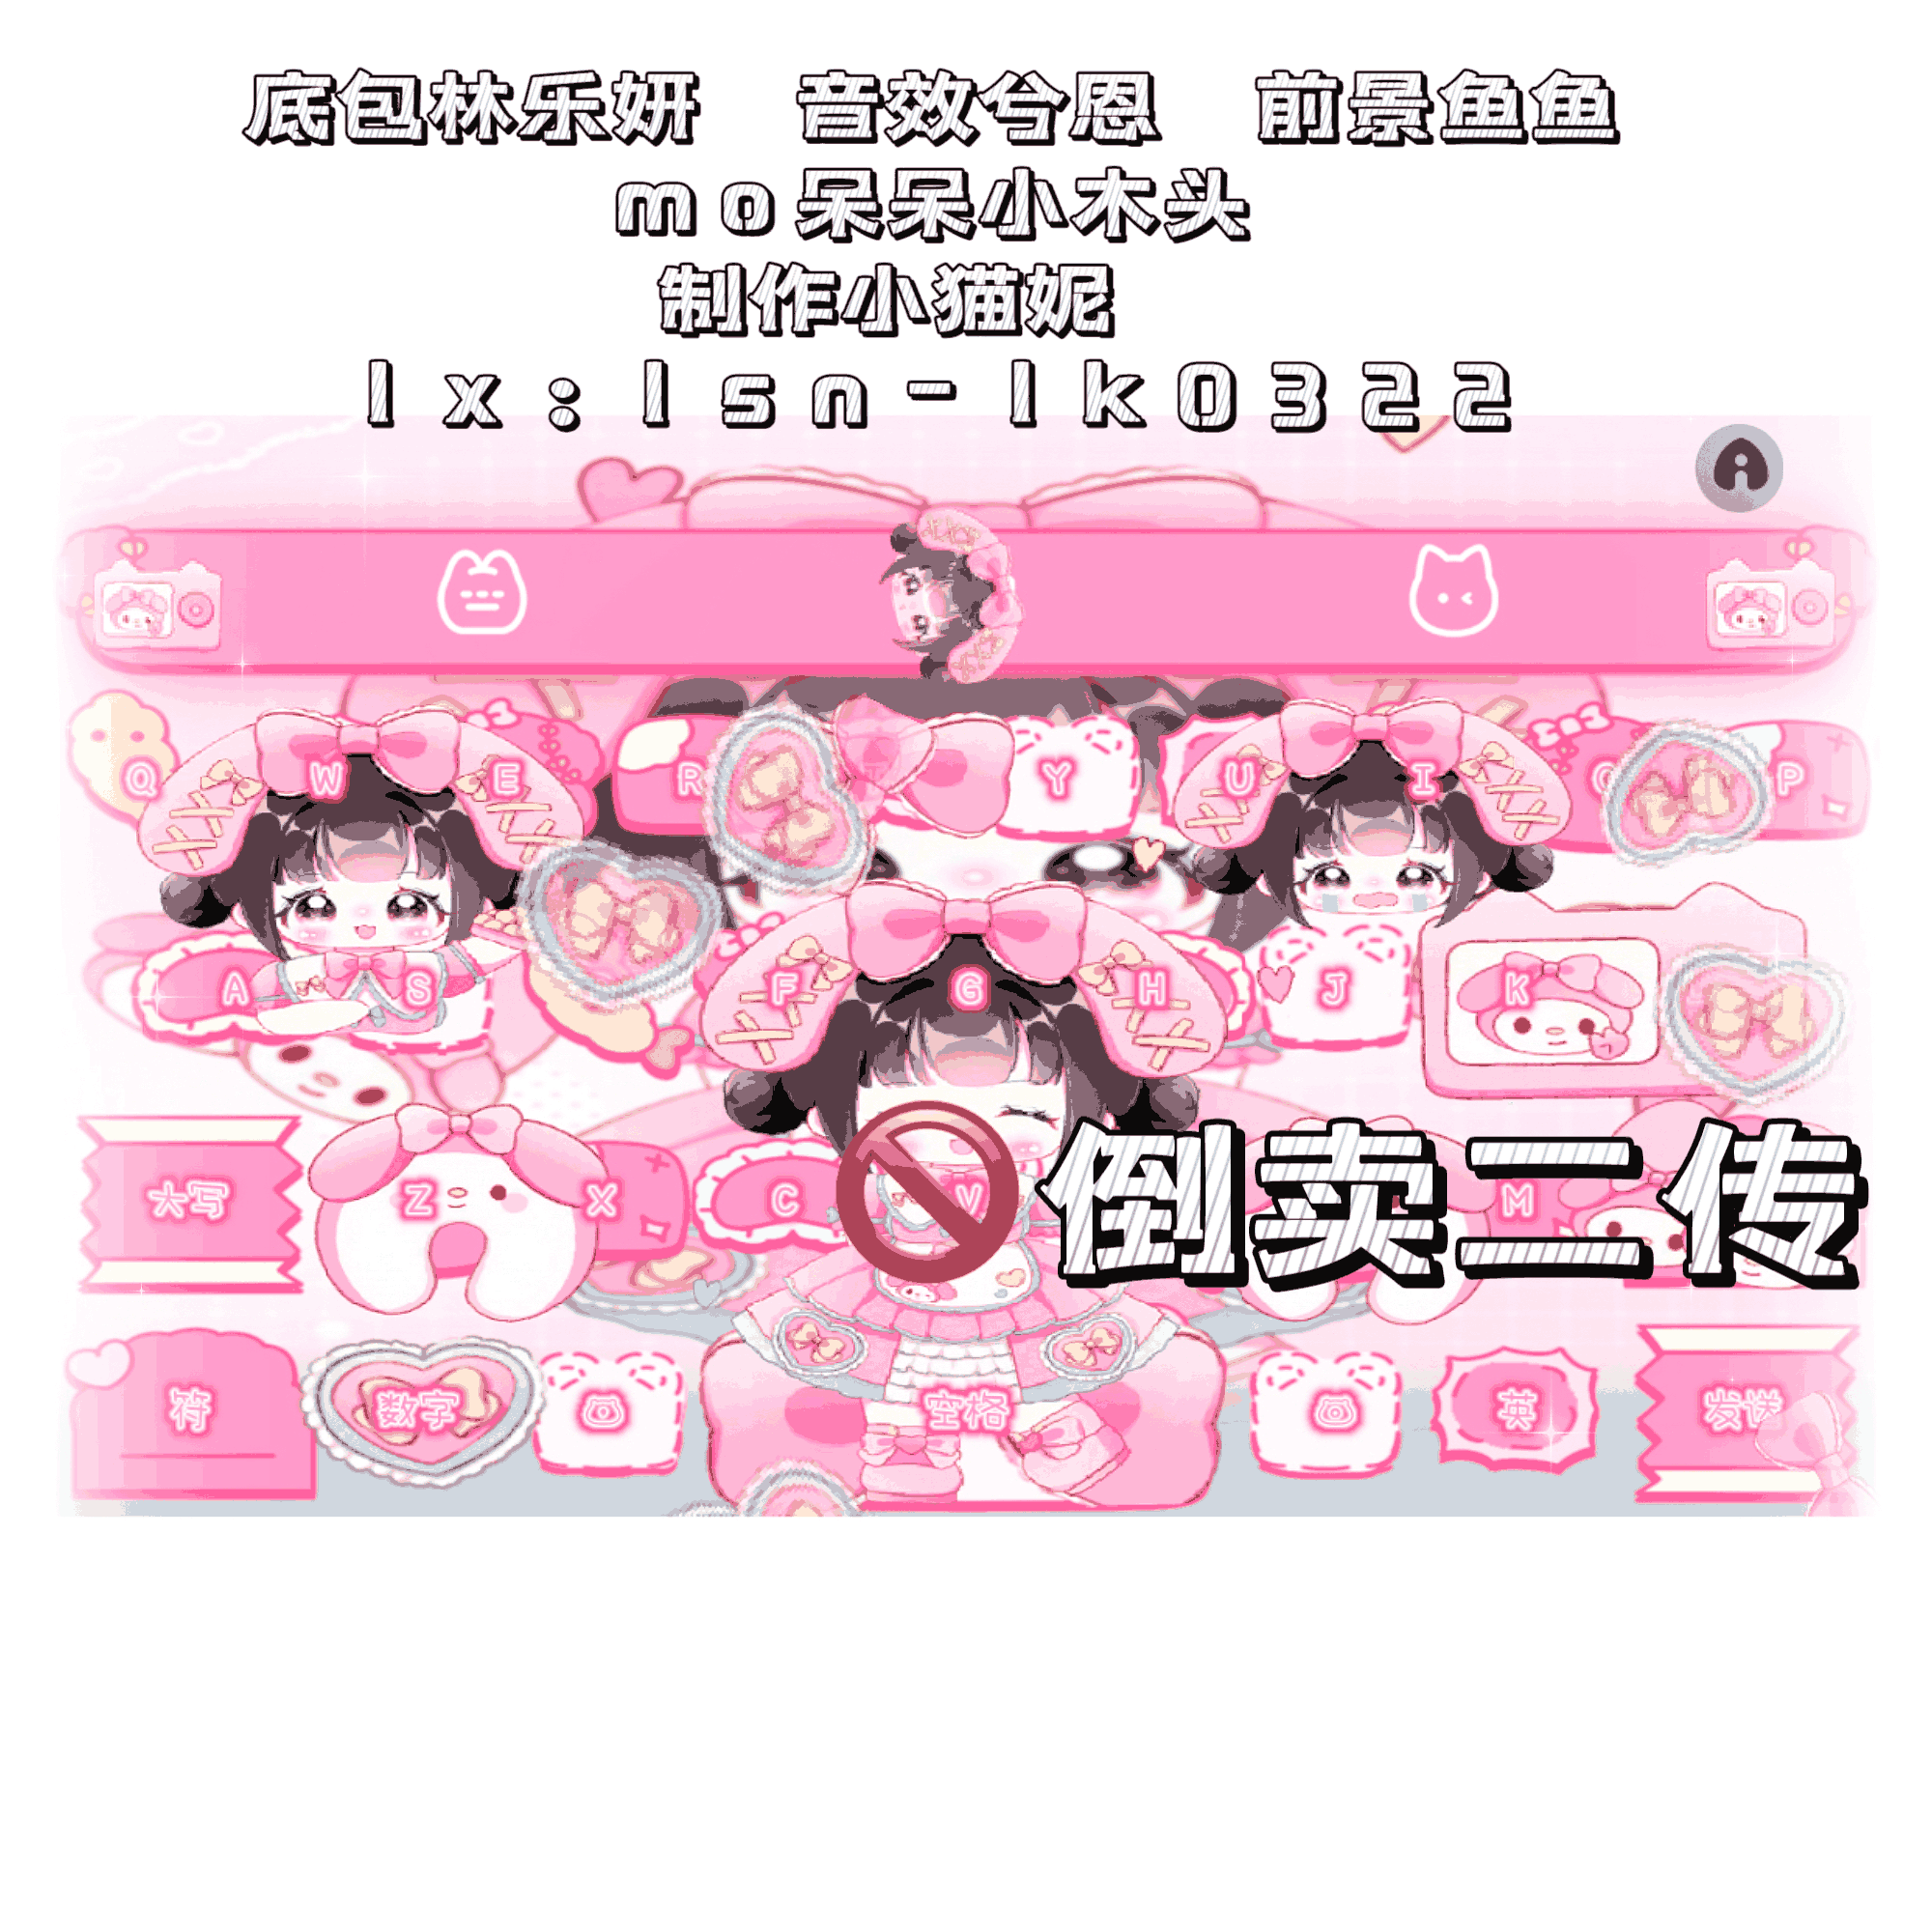 底包林乐妍 音效兮恩 前景鱼鱼
mo呆呆小木头
制作小猫妮
lx:lsn-lk0322
Q W E R Y U I O P
A S F G H J K
大写 Z X C V M
倒卖二传
符 数字 空格 英 发送